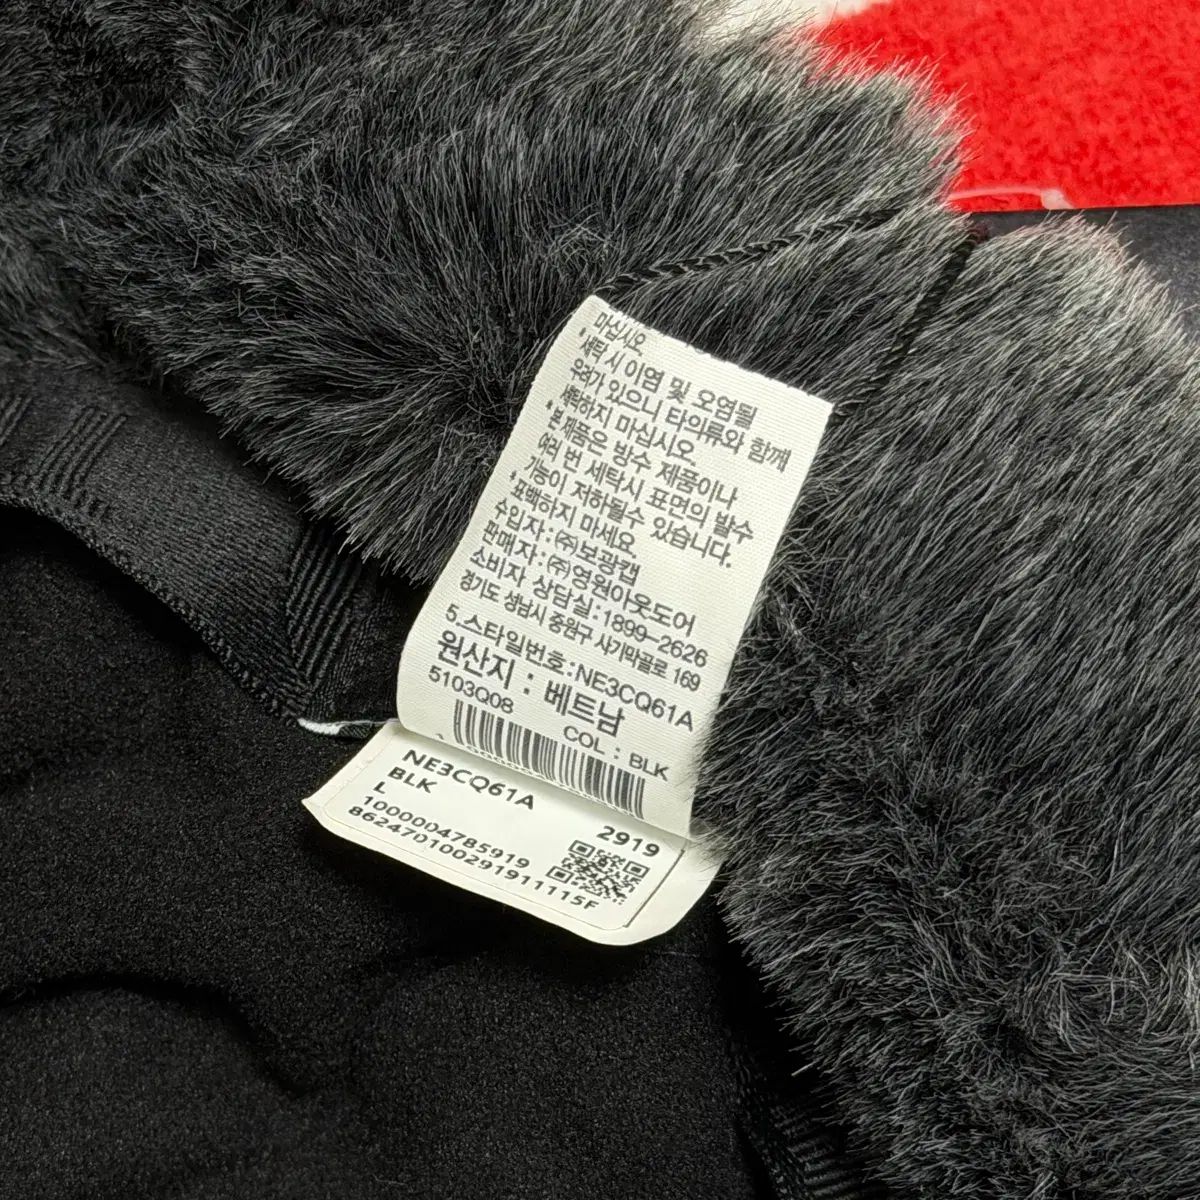 마십시오.
*세탁 시 이염 및 오염될
우려가 있으니 타의류와 함께
세탁하지 마십시오.
*본 제품은 방수 제품이나
여러 번 세탁시 표면의 발수
기능이 저하될수 있습니다.
*표백하지 마세요.
수입자 : ㈜보광캡
판매자 : ㈜영원아웃도어
소비자 상담실 : 1899-2626
경기도 성남시 중원구 사기막골로 169
5.스타일번호 : NE3CQ61A
원산지 : 베트남
5103Q08
COL : BLK
NE3CQ61A
BLK
L
2919
1000004785919
862470100291911115F